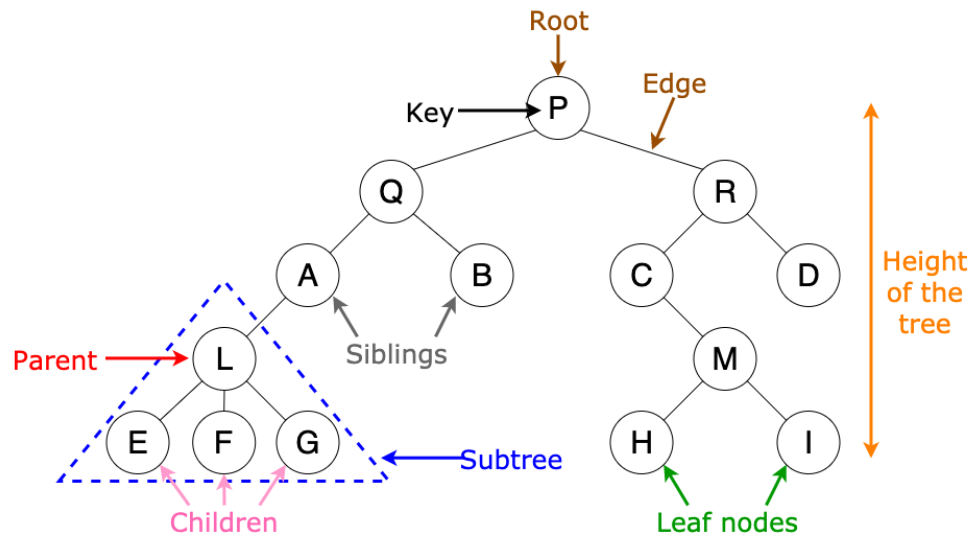 Root
Edge
Key
P
Q
R
A
B
C
D
Height
of the
tree
Siblings
Parent
L
M
E
F
G
H
I
Subtree
Children
Leaf nodes